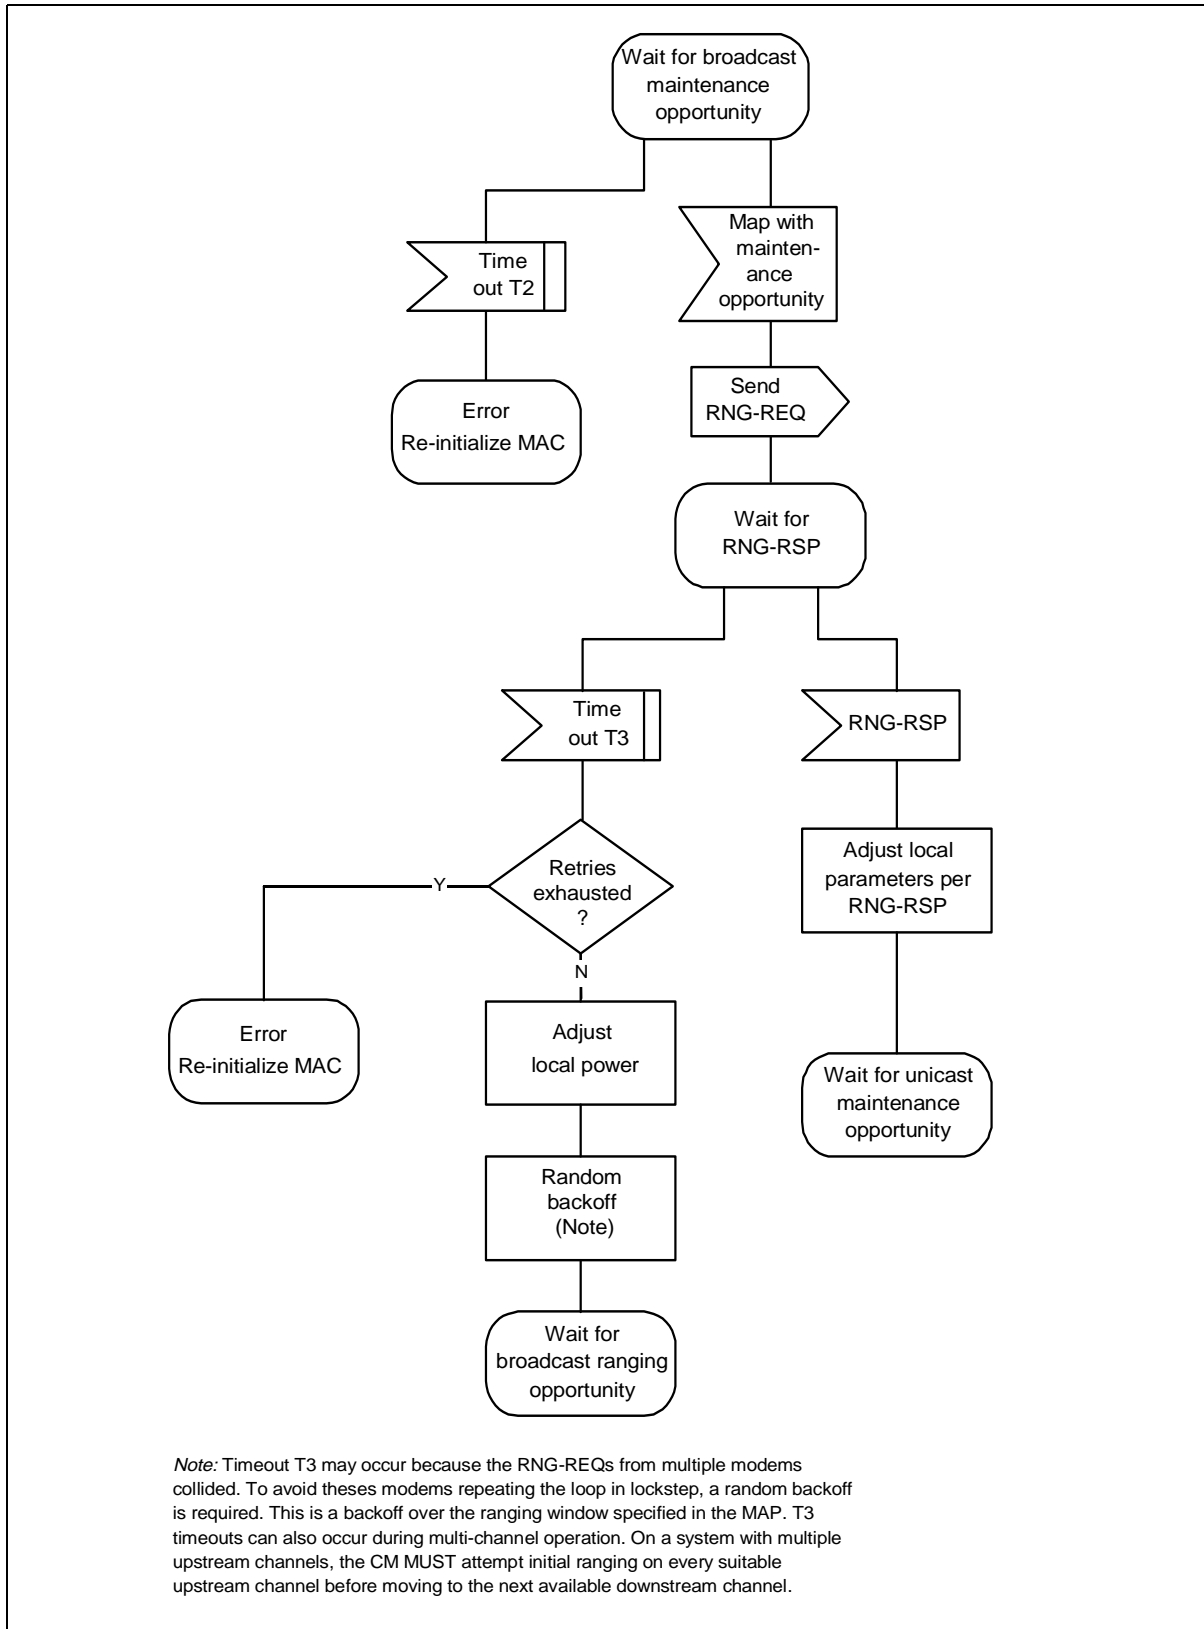 Wait for broadcast
maintenance
opportunity
Time
out T2
Map with
mainten-
ance
opportunity
Error
Re-initialize MAC
Send
RNG-REQ
Wait for
RNG-RSP
Time
out T3
RNG-RSP
Retries
exhausted
?
Y
N
Adjust local
parameters per
RNG-RSP
Error
Re-initialize MAC
Adjust
local power
Wait for unicast
maintenance
opportunity
Random
backoff
(Note)
Wait for
broadcast ranging
opportunity
Note: Timeout T3 may occur because the RNG-REQs from multiple modems
collided. To avoid theses modems repeating the loop in lockstep, a random backoff
is required. This is a backoff over the ranging window specified in the MAP. T3
timeouts can also occur during multi-channel operation. On a system with multiple
upstream channels, the CM MUST attempt initial ranging on every suitable
upstream channel before moving to the next available downstream channel.